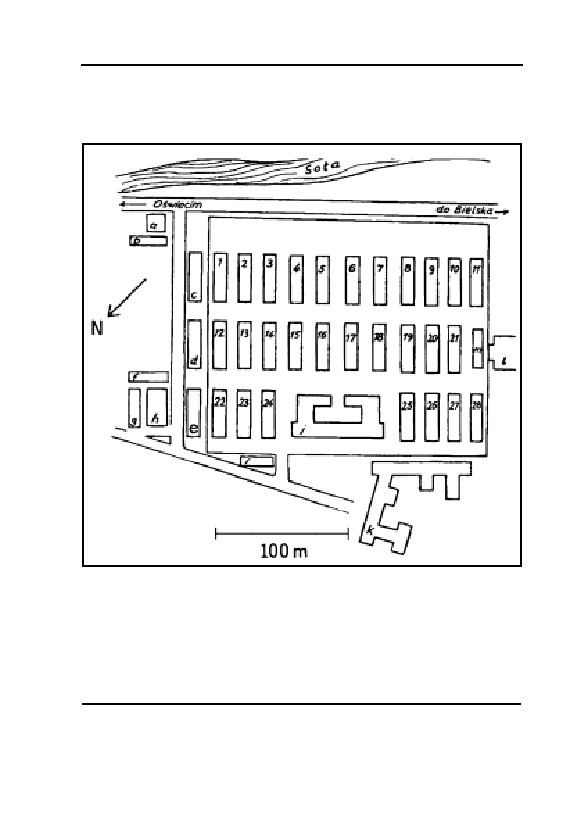 Soła
Oświęcim
do Bielska
a
b
1 2 3 4 5 6 7 8 9 10 11
c
N
12 13 14 15 16 17 18 19 20 21
d
l
f
22 23 24 25 26 27 28
g h e i
j
k
100 m